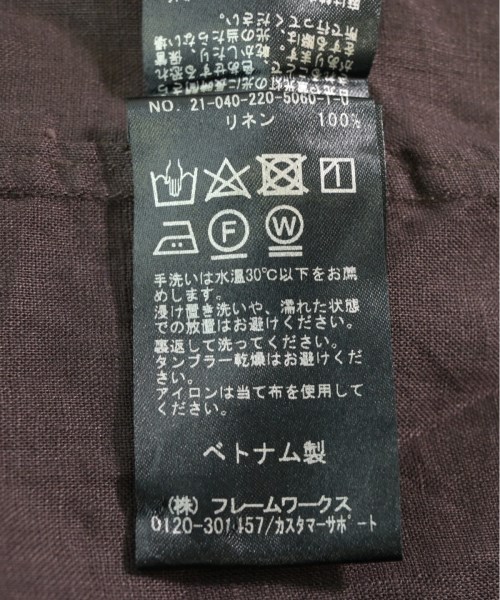 NO. 21-040-220-5060-1-0
リネン 100%
F W
手洗いは水温30℃以下をお薦
めします。
浸け置き洗いや、濡れた状態
での放置はお避けください。
裏返して洗ってください。
タンブラー乾燥はお避けくだ
さい。
アイロンは当て布を使用して
ください。
ベトナム製
(株) フレームワークス
0120-301457/カスタマーサポート